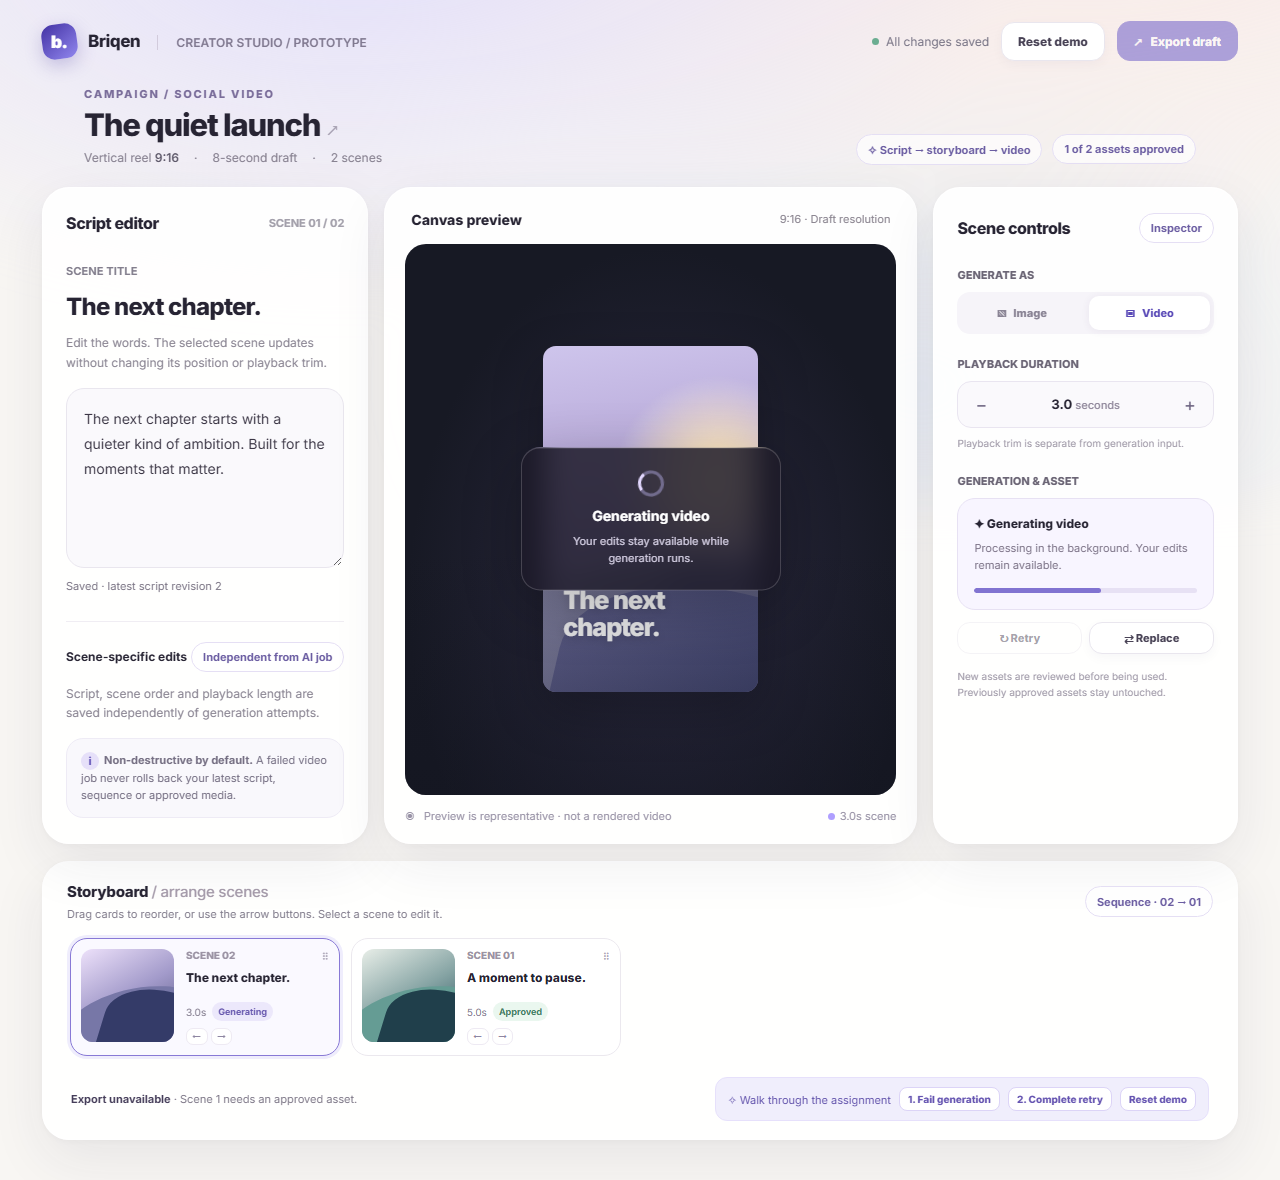 b. Briqen CREATOR STUDIO / PROTOTYPE All changes saved Reset demo ↗ Export draft
CAMPAIGN / SOCIAL VIDEO
The quiet launch ↗
Vertical reel 9:16 · 8-second draft · 2 scenes
✧ Script → storyboard → video 1 of 2 assets approved
Script editor SCENE 01 / 02
SCENE TITLE
The next chapter.
Edit the words. The selected scene updates
without changing its position or playback trim.
The next chapter starts with a
quieter kind of ambition. Built for the
moments that matter.
Saved · latest script revision 2
Scene-specific edits Independent from AI job
Script, scene order and playback length are
saved independently of generation attempts.
i Non-destructive by default. A failed video
job never rolls back your latest script,
sequence or approved media.
Canvas preview 9:16 · Draft resolution
Generating video
Your edits stay available while
generation runs.
The next
chapter.
◉ Preview is representative · not a rendered video 3.0s scene
Scene controls Inspector
GENERATE AS
Image Video
PLAYBACK DURATION
− 3.0 seconds +
Playback trim is separate from generation input.
GENERATION & ASSET
✦ Generating video
Processing in the background. Your edits
remain available.
↻ Retry ⇄ Replace
New assets are reviewed before being used.
Previously approved assets stay untouched.
Storyboard / arrange scenes
Drag cards to reorder, or use the arrow buttons. Select a scene to edit it.
Sequence · 02 → 01
SCENE 02
The next chapter.
3.0s Generating
← →
SCENE 01
A moment to pause.
5.0s Approved
← →
Export unavailable · Scene 1 needs an approved asset.
✧ Walk through the assignment 1. Fail generation 2. Complete retry Reset demo